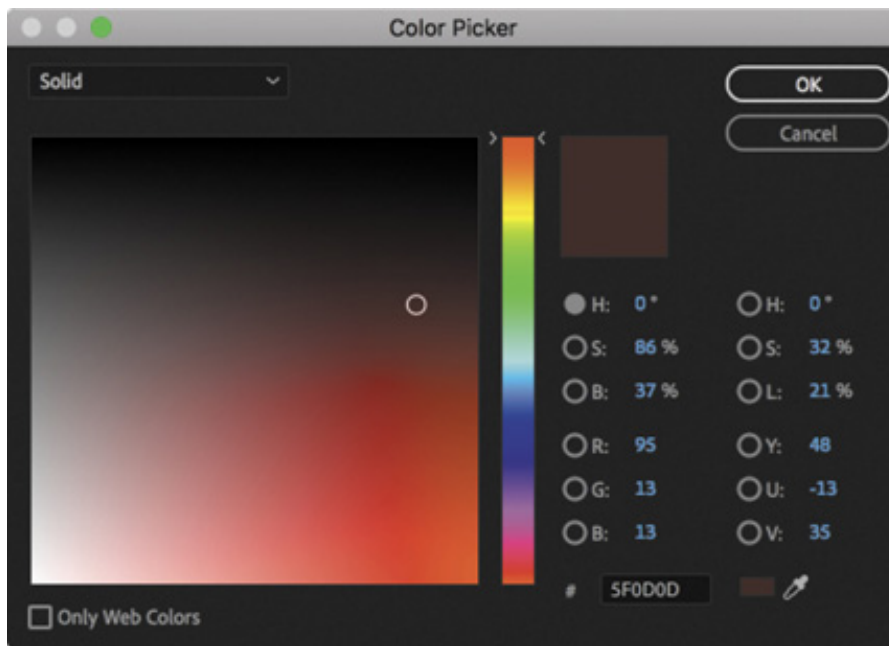 Color Picker
Solid
OK
Cancel
H: 0 °
H: 0 °
S: 86 %
S: 32 %
B: 37 %
L: 21 %
R: 95
Y: 48
G: 13
U: -13
B: 13
V: 35
# 5F0D0D
Only Web Colors